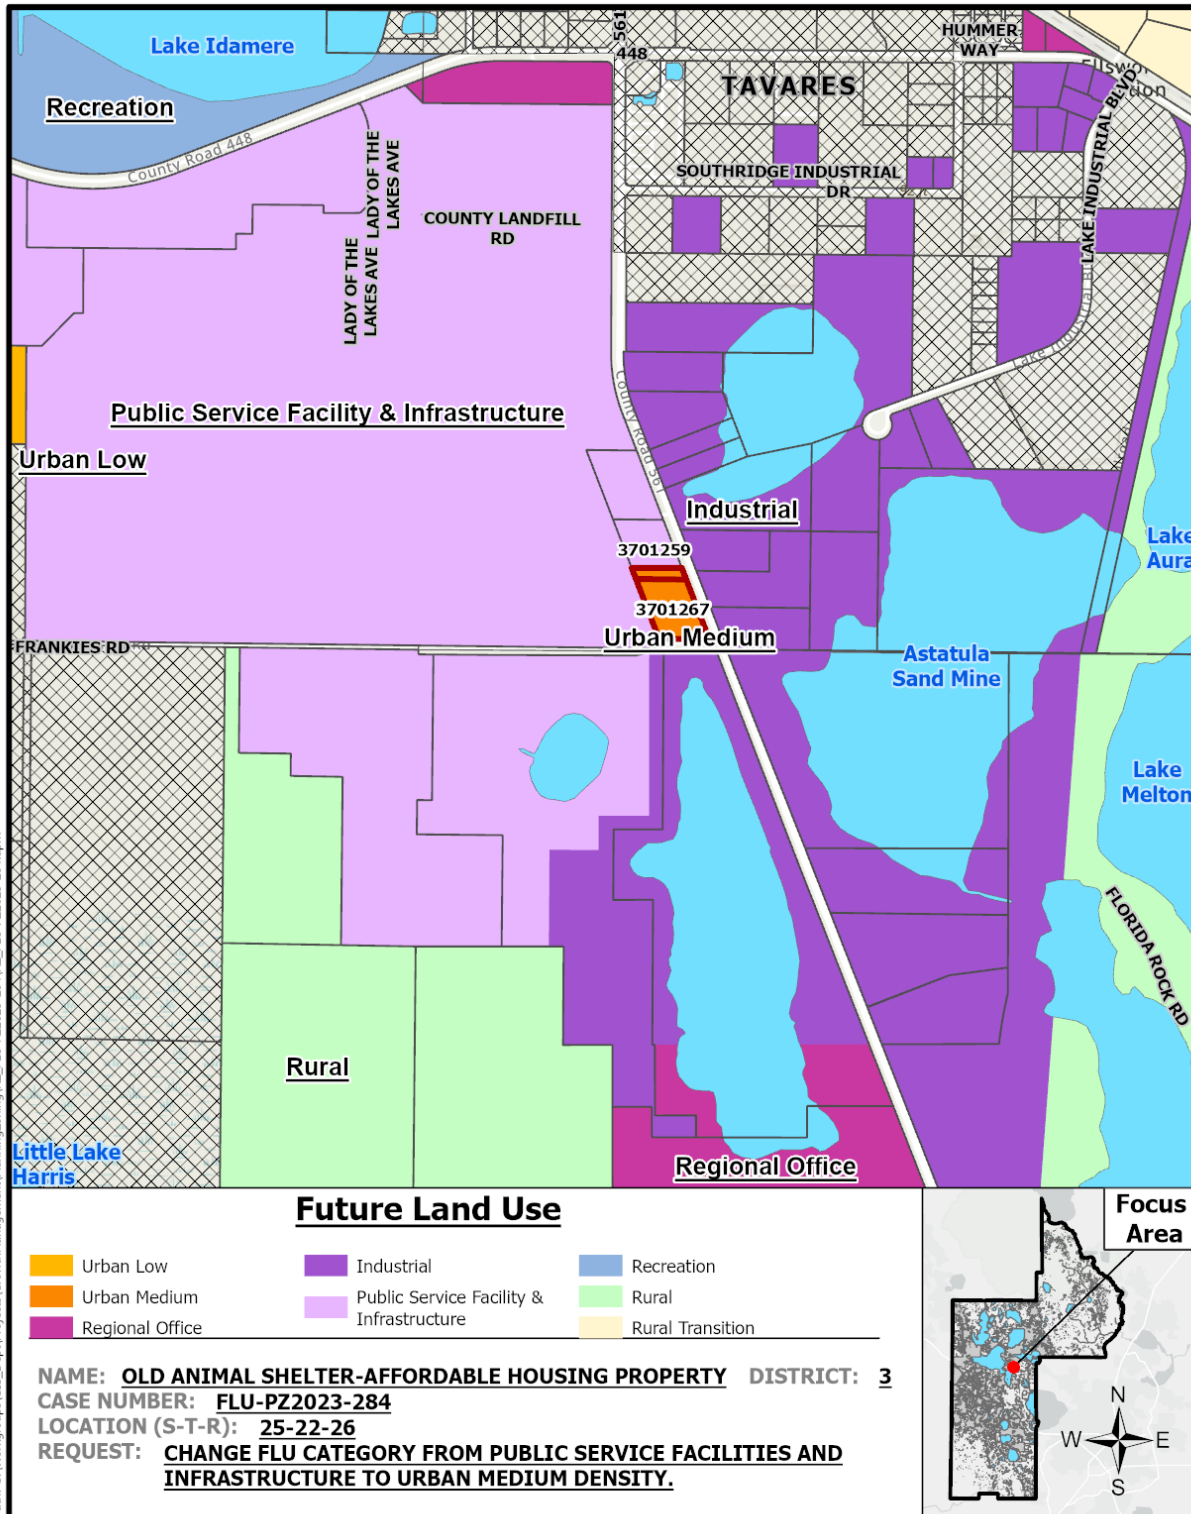 561
448
HUMMER
WAY
Lake Idamere
TAVARES
Recreation
County Road 448
LAKE INDUSTRIAL BLVD
SOUTHRIDGE INDUSTRIAL
DR
LADY OF THE
LAKES AVE
COUNTY LANDFILL
RD
LADY OF THE
LAKES AVE
County Road 561
Public Service Facility & Infrastructure
Urban Low
Industrial
Lake
Aura
3701259
3701267
Urban Medium
FRANKIES RD
Astatula
Sand Mine
Lake
Melton
FLORIDA ROCK RD
Rural
Little Lake
Harris
Regional Office
Future Land Use
Urban Low
Urban Medium
Regional Office
Industrial
Public Service Facility &
Infrastructure
Recreation
Rural
Rural Transition
Focus
Area
NAME: OLD ANIMAL SHELTER-AFFORDABLE HOUSING PROPERTY DISTRICT: 3
CASE NUMBER: FLU-PZ2023-284
LOCATION (S-T-R): 25-22-26
REQUEST: CHANGE FLU CATEGORY FROM PUBLIC SERVICE FACILITIES AND
INFRASTRUCTURE TO URBAN MEDIUM DENSITY.
N
W E
S